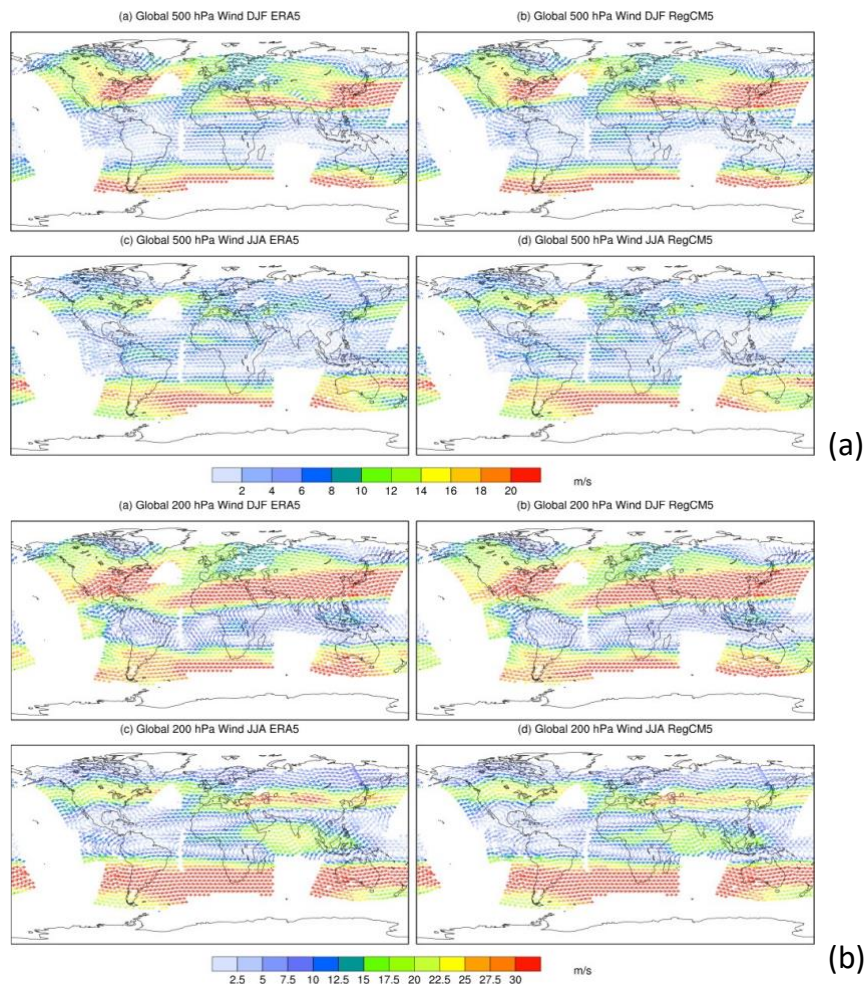 (a) Global 500 hPa Wind DJF ERA5
(b) Global 500 hPa Wind DJF RegCM5
(c) Global 500 hPa Wind JJA ERA5
(d) Global 500 hPa Wind JJA RegCM5
(a)
2 4 6 8 10 12 14 16 18 20 m/s
(a) Global 200 hPa Wind DJF ERA5
(b) Global 200 hPa Wind DJF RegCM5
(c) Global 200 hPa Wind JJA ERA5
(d) Global 200 hPa Wind JJA RegCM5
(b)
2.5 5 7.5 10 12.5 15 17.5 20 22.5 25 27.5 30 m/s